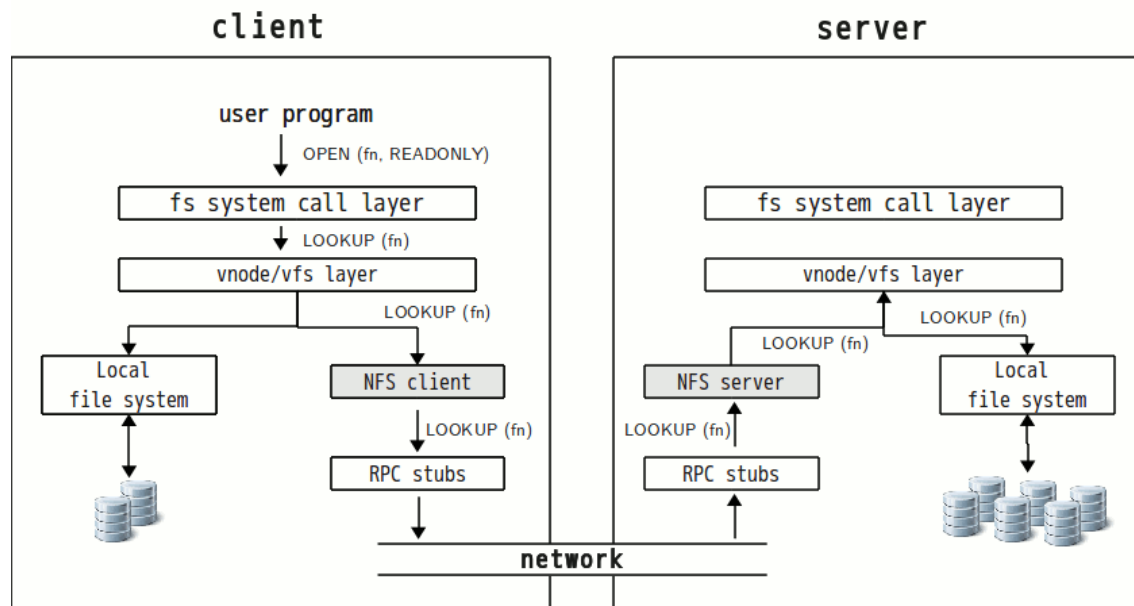 client
server
user program
OPEN (fn, READONLY)
fs system call layer
LOOKUP (fn)
vnode/vfs layer
LOOKUP (fn)
Local
file system
NFS client
LOOKUP (fn)
RPC stubs
fs system call layer
vnode/vfs layer
LOOKUP (fn)
LOOKUP (fn)
NFS server
Local
file system
LOOKUP (fn)
RPC stubs
network